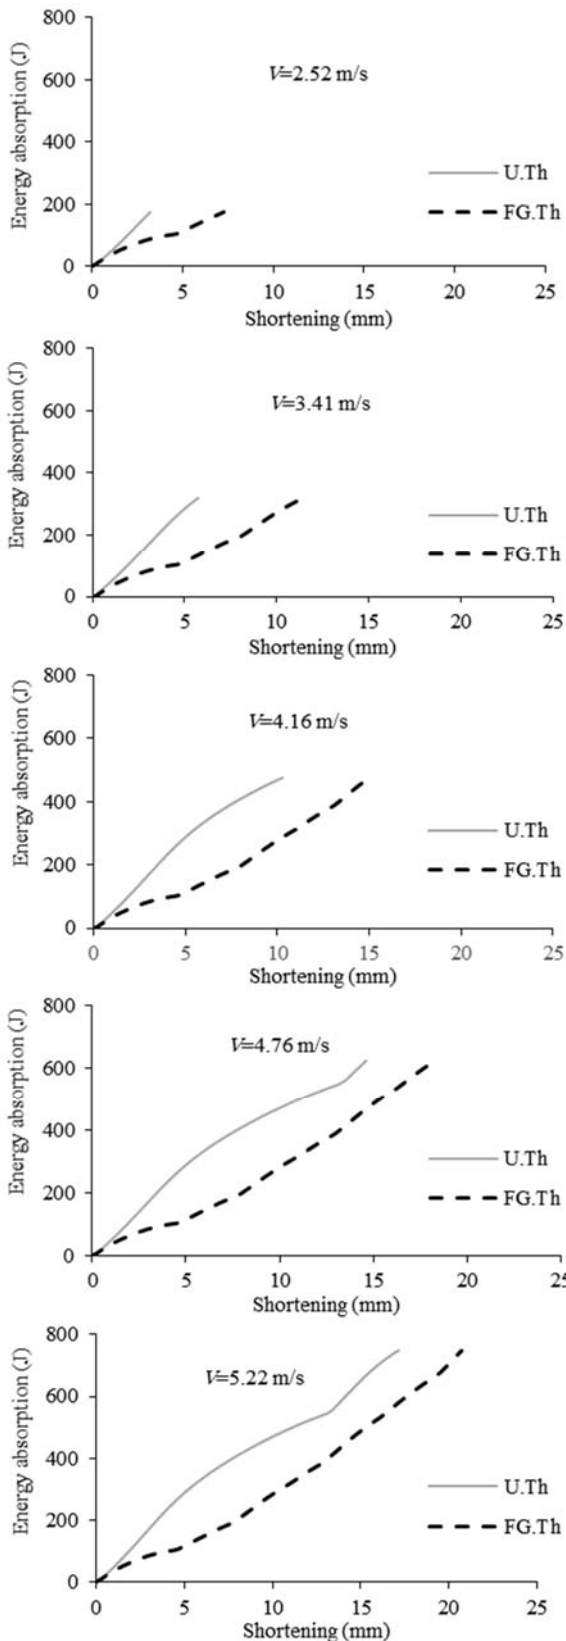 800
600
400
200
0
Energy absorption (J)
V=2.52 m/s
U.Th
FG.Th
0 5 10 15 20 25
Shortening (mm)
800
600
400
200
0
Energy absorption (J)
V=3.41 m/s
U.Th
FG.Th
0 5 10 15 20 25
Shortening (mm)
800
600
400
200
0
Energy absorption (J)
V=4.16 m/s
U.Th
FG.Th
0 5 10 15 20 25
Shortening (mm)
800
600
400
200
0
Energy absorption (J)
V=4.76 m/s
U.Th
FG.Th
0 5 10 15 20 25
Shortening (mm)
800
600
400
200
0
Energy absorption (J)
V=5.22 m/s
U.Th
FG.Th
0 5 10 15 20 25
Shortening (mm)